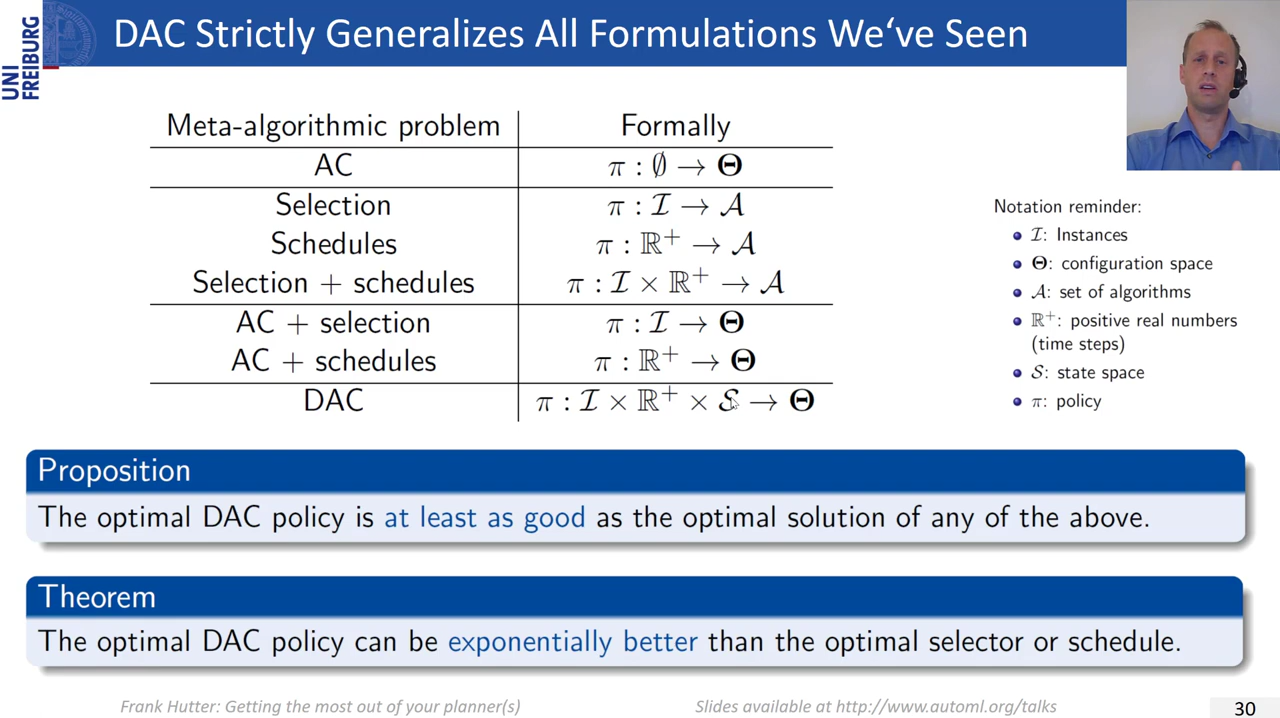 DAC Strictly Generalizes All Formulations We‘ve Seen
UNI
FREIBURG
Meta-algorithmic problem Formally
AC π : ∅ → Θ
Selection π : ℐ → 𝒜
Schedules π : ℝ⁺ → 𝒜
Selection + schedules π : ℐ × ℝ⁺ → 𝒜
AC + selection π : ℐ → Θ
AC + schedules π : ℝ⁺ → Θ
DAC π : ℐ × ℝ⁺ × 𝒮 → Θ
Notation reminder:
• ℐ: Instances
• Θ: configuration space
• 𝒜: set of algorithms
• ℝ⁺: positive real numbers
(time steps)
• 𝒮: state space
• π: policy
Proposition
The optimal DAC policy is at least as good as the optimal solution of any of the above.
Theorem
The optimal DAC policy can be exponentially better than the optimal selector or schedule.
Frank Hutter: Getting the most out of your planner(s) Slides available at http://www.automl.org/talks 30